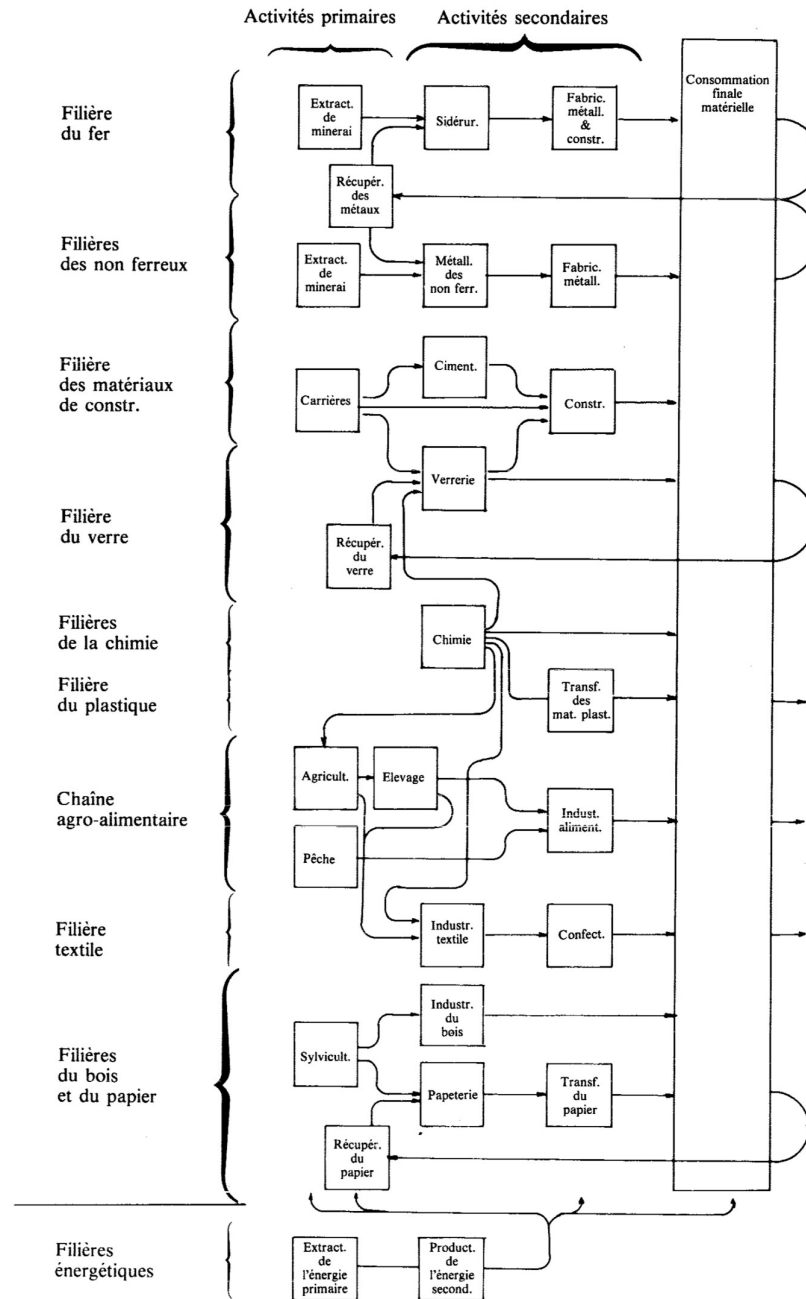 Activités primaires
Activités secondaires
Filière
du fer
Extract.
de
minerai
Sidérur.
Fabric.
métall.
&
constr.
Consommation
finale
matérielle
Récupér.
des
métaux
Filières
des non ferreux
Extract.
de
minerai
Métall.
des
non ferr.
Fabric.
métall.
Filière
des matériaux
de constr.
Carrières
Ciment.
Constr.
Filière
du verre
Verrerie
Récupér.
du
verre
Filières
de la chimie
Chimie
Filière
du plastique
Transf.
des
mat. plast.
Chaîne
agro-alimentaire
Agricult.
Elevage
Pêche
Indust.
aliment.
Filière
textile
Industr.
textile
Confect.
Filières
du bois
et du papier
Sylvicult.
Industr.
du
bois
Papeterie
Transf.
du
papier
Récupér.
du
papier
Filières
énergétiques
Extract.
de
l'énergie
primaire
Product.
de
l'énergie
second.